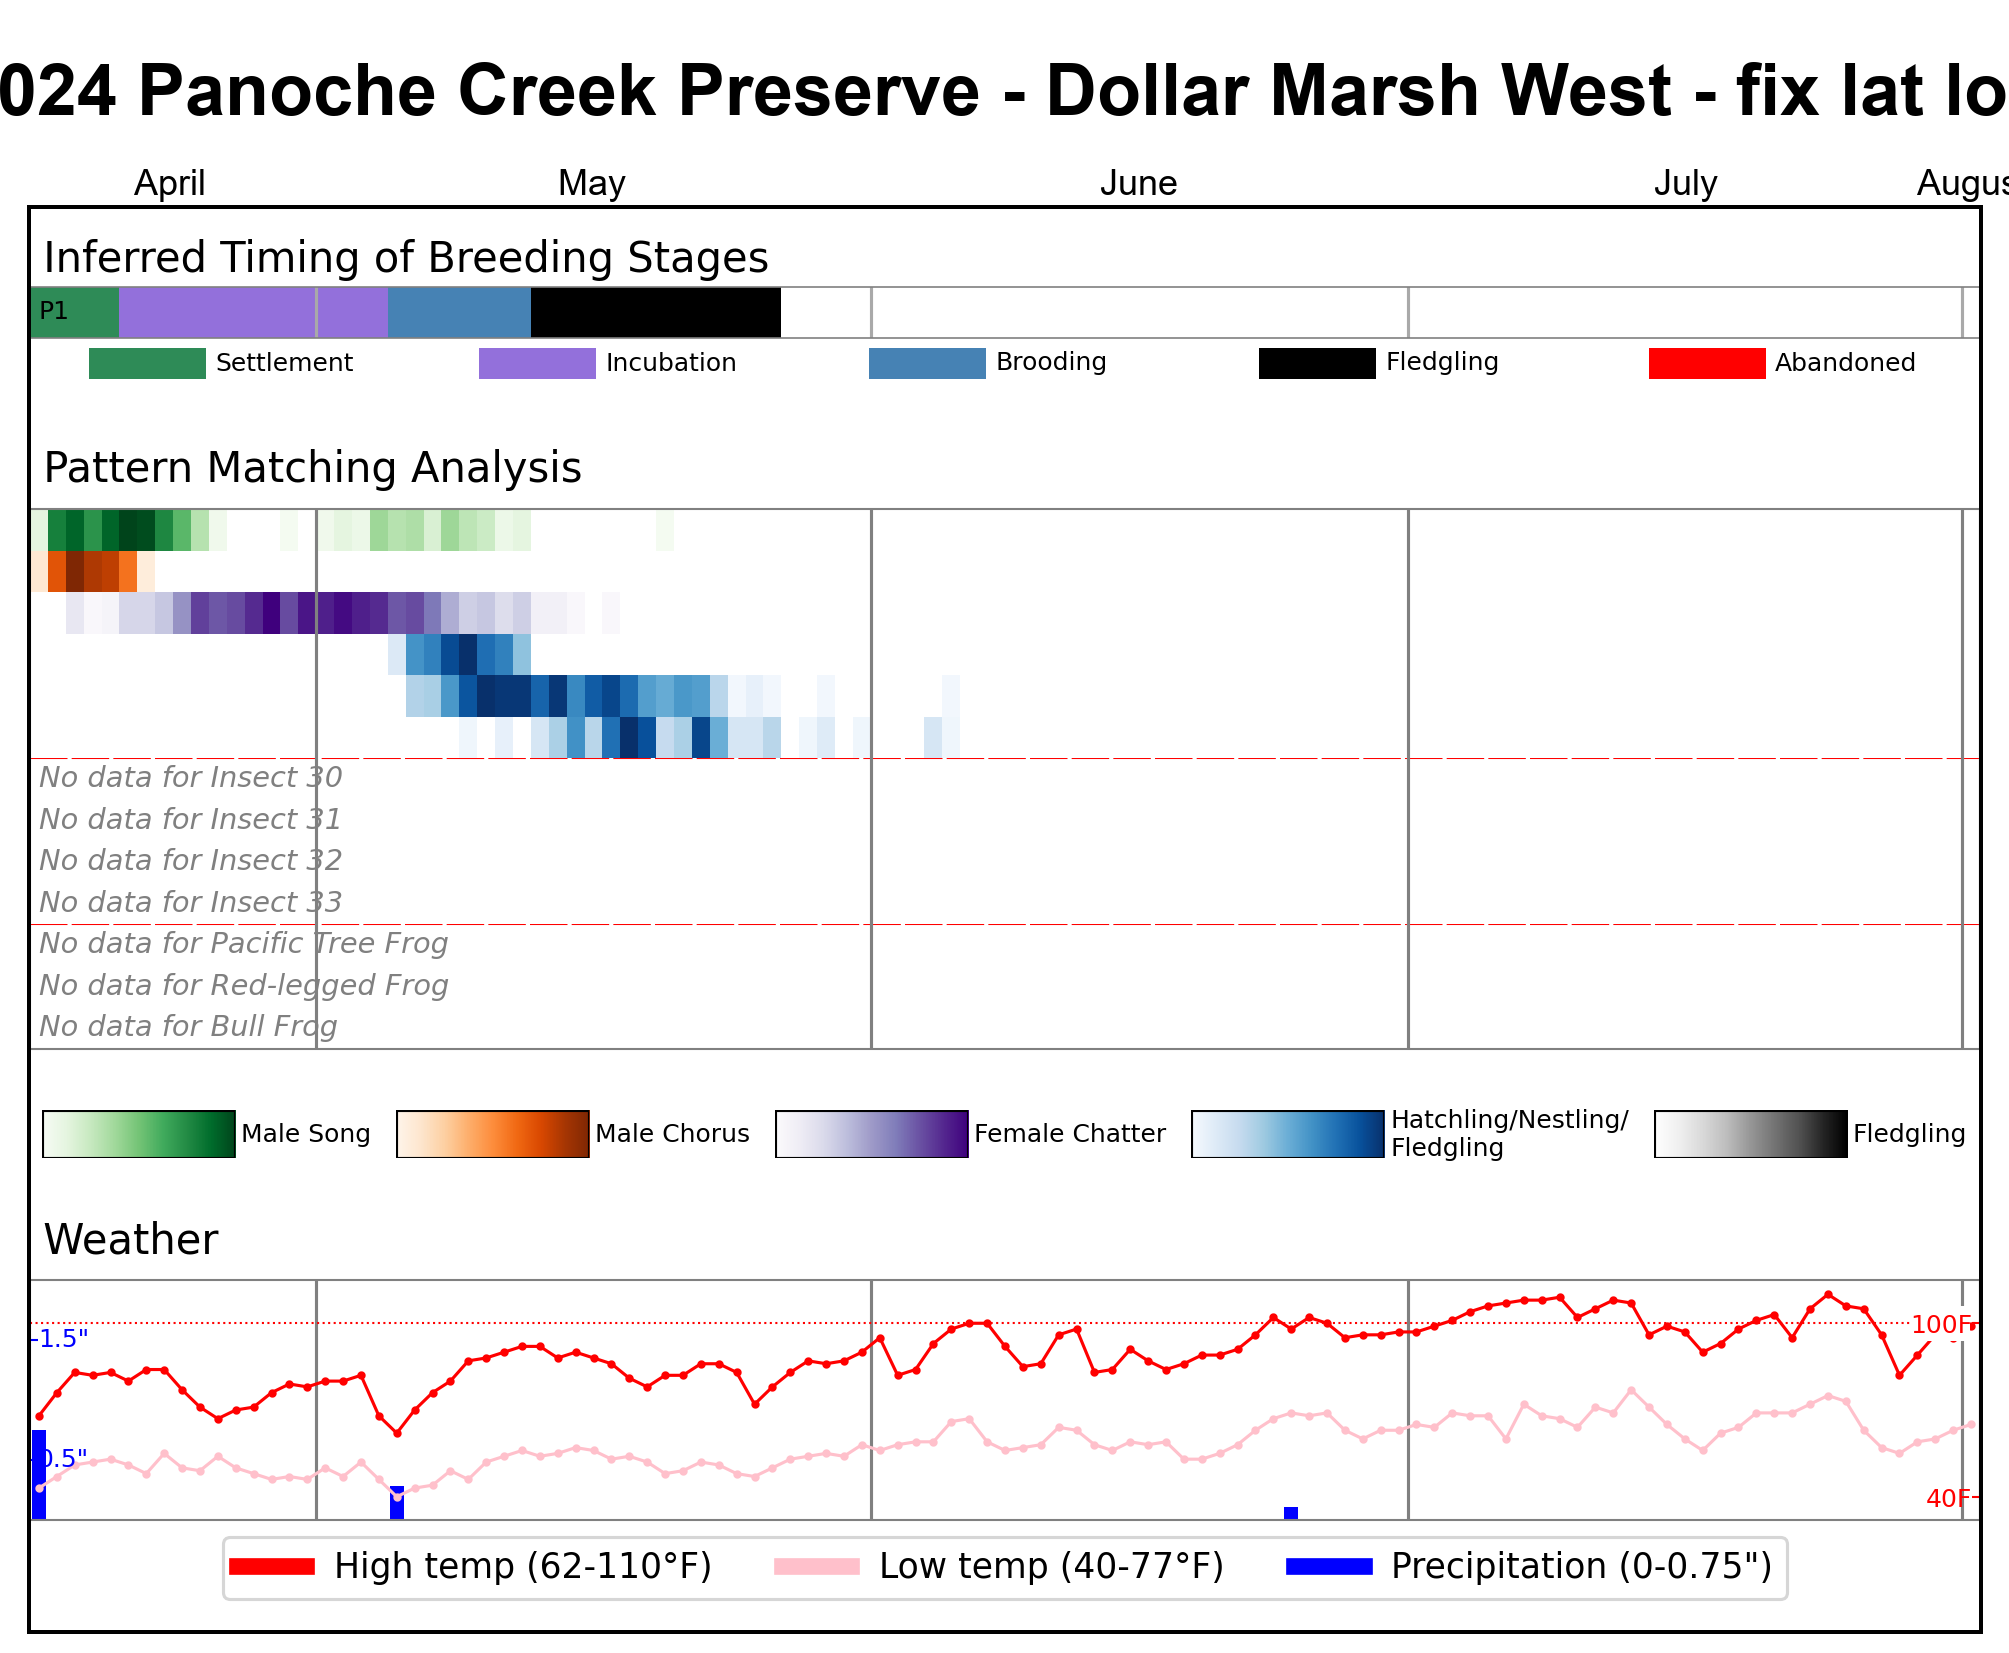 024 Panoche Creek Preserve - Dollar Marsh West - fix lat lo
April May June July Augus
Inferred Timing of Breeding Stages
P1
Settlement Incubation Brooding Fledgling Abandoned
Pattern Matching Analysis
No data for Insect 30
No data for Insect 31
No data for Insect 32
No data for Insect 33
No data for Pacific Tree Frog
No data for Red-legged Frog
No data for Bull Frog
Male Song Male Chorus Female Chatter Hatchling/Nestling/
Fledgling Fledgling
Weather
1.5" 100F
0.5"
40F
High temp (62-110°F) Low temp (40-77°F) Precipitation (0-0.75")